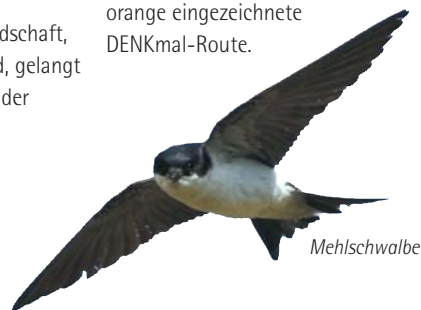 dschaft,
d, gelangt
der
orange eingezeichnete
DENKmal-Route.
Mehlschwalbe